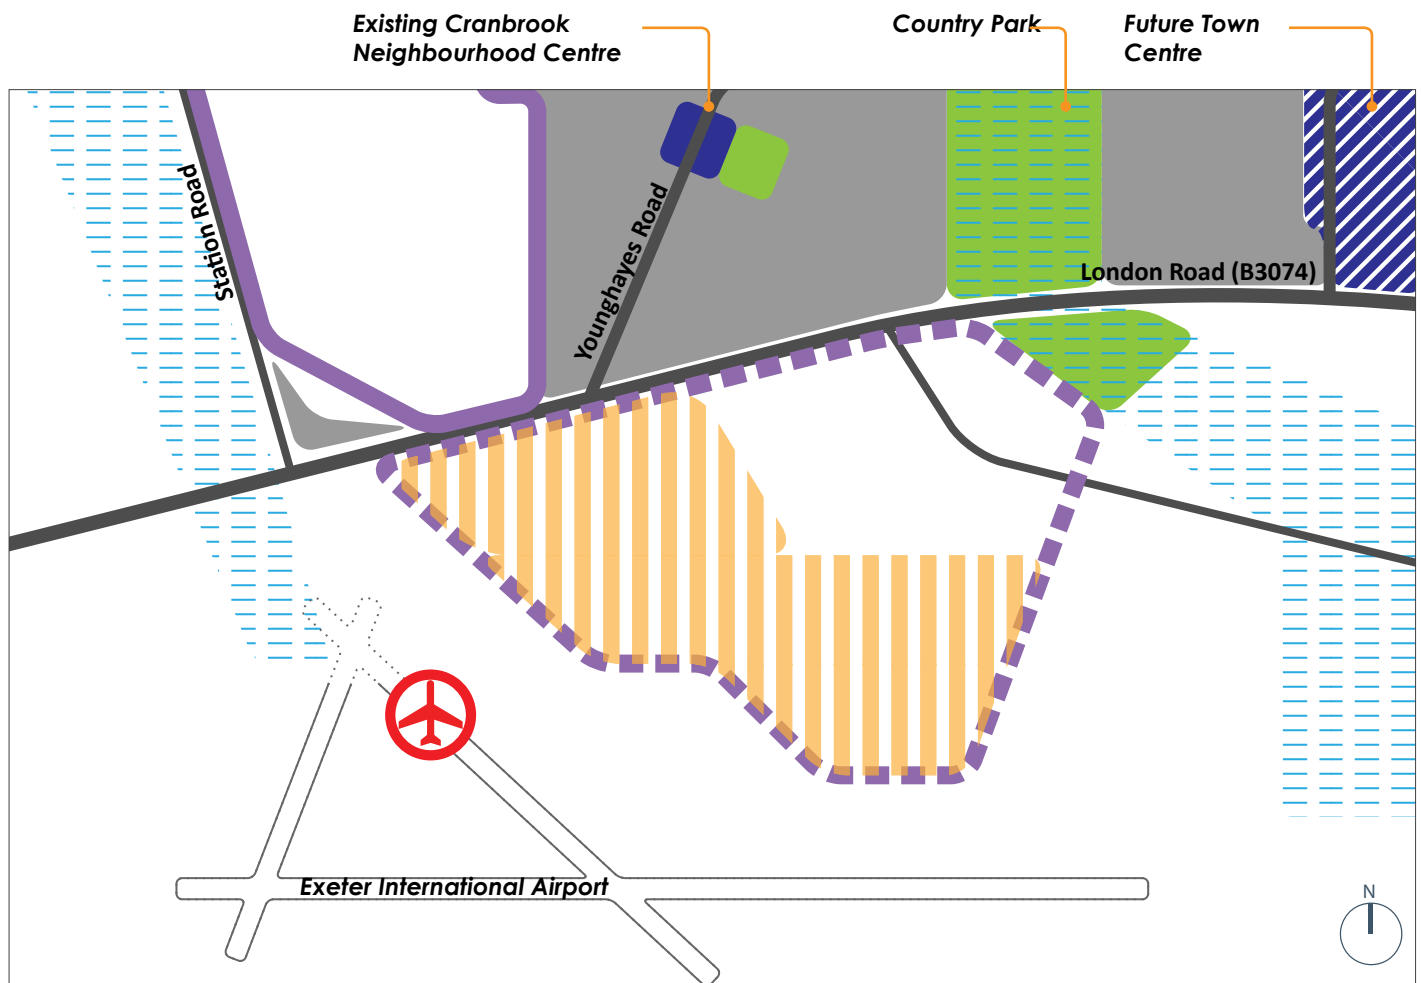 Existing Cranbrook
Neighbourhood Centre
Country Park
Future Town
Centre
Station Road
Younghayes Road
London Road (B3074)
Exeter International Airport
N